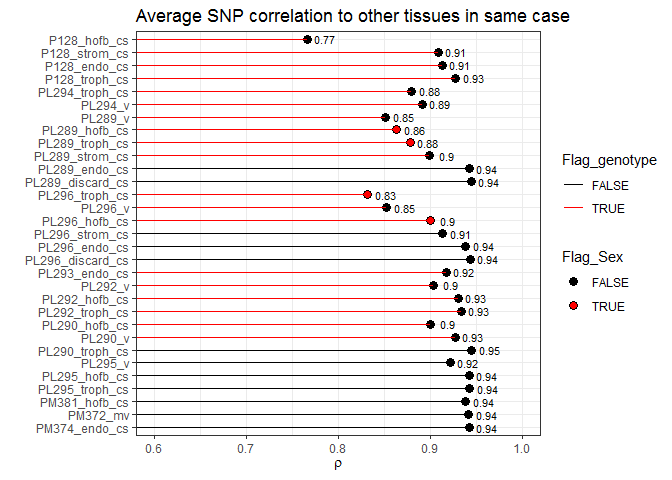 Average SNP correlation to other tissues in same case
P128_hofb_cs 0.77
P128_strom_cs 0.91
P128_endo_cs 0.91
P128_troph_cs 0.93
PL294_troph_cs 0.88
PL294_v 0.89
PL289_v 0.85
PL289_hofb_cs 0.86
PL289_troph_cs 0.88
PL289_strom_cs 0.9
PL289_endo_cs 0.94
PL289_discard_cs 0.94
PL296_troph_cs 0.83
PL296_v 0.85
PL296_hofb_cs 0.9
PL296_strom_cs 0.91
PL296_endo_cs 0.94
PL296_discard_cs 0.94
PL293_endo_cs 0.92
PL292_v 0.9
PL292_hofb_cs 0.93
PL292_troph_cs 0.93
PL290_hofb_cs 0.9
PL290_v 0.93
PL290_troph_cs 0.95
PL295_v 0.92
PL295_hofb_cs 0.94
PL295_troph_cs 0.94
PM381_hofb_cs 0.94
PM372_mv 0.94
PM374_endo_cs 0.94
0.6 0.7 0.8 0.9 1.0
ρ
Flag_genotype
FALSE
TRUE
Flag_Sex
FALSE
TRUE